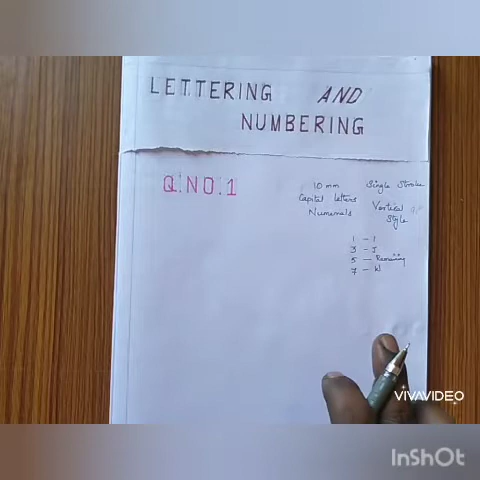 LETTERING AND
NUMBERING
Q.NO.1
10 mm Single Stroke
Capital letters Vertical 90°
Numerals Style
1 - I
3 - J
5 - Remaining
7 - W
VIVAVIDEO
InShOt